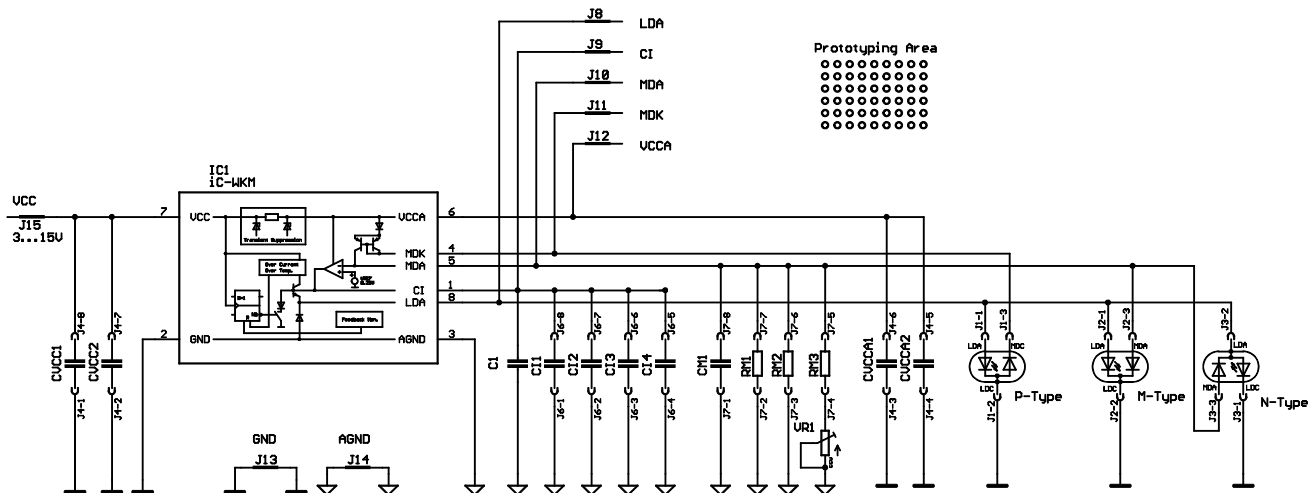 J8 LDA
J9 CI
J10 MDA
J11 MDK
J12 VCCA
Prototyping Area
IC1
iC-WKM
VCC
J15
3...15V
7 VCC
VCCA 6
MDK 4
MDA 5
CI 1
LDA 8
2 GND
AGND 3
Transient Suppression
Over Current
Over Temp.
Feedback Mon.
J4-8
J4-7
CVCC1
CVCC2
J4-1
J4-2
C1
J6-8
J6-7
J6-6
J6-5
CI1
CI2
CI3
CI4
J6-1
J6-2
J6-3
J6-4
J7-8
J7-7
J7-6
J7-5
CM1
RM1
RM2
RM3
J7-1
J7-2
J7-3
J7-4
VR1
J4-6
J4-5
CVCCA1
CVCCA2
J4-3
J4-4
J1-1
J1-3
LDA
MDC
LDC
J1-2
P-Type
J2-1
J2-3
LDA
MDA
LDC
J2-2
M-Type
J3-2
LDA
MDA
LDC
J3-3
J3-1
N-Type
GND
J13
AGND
J14